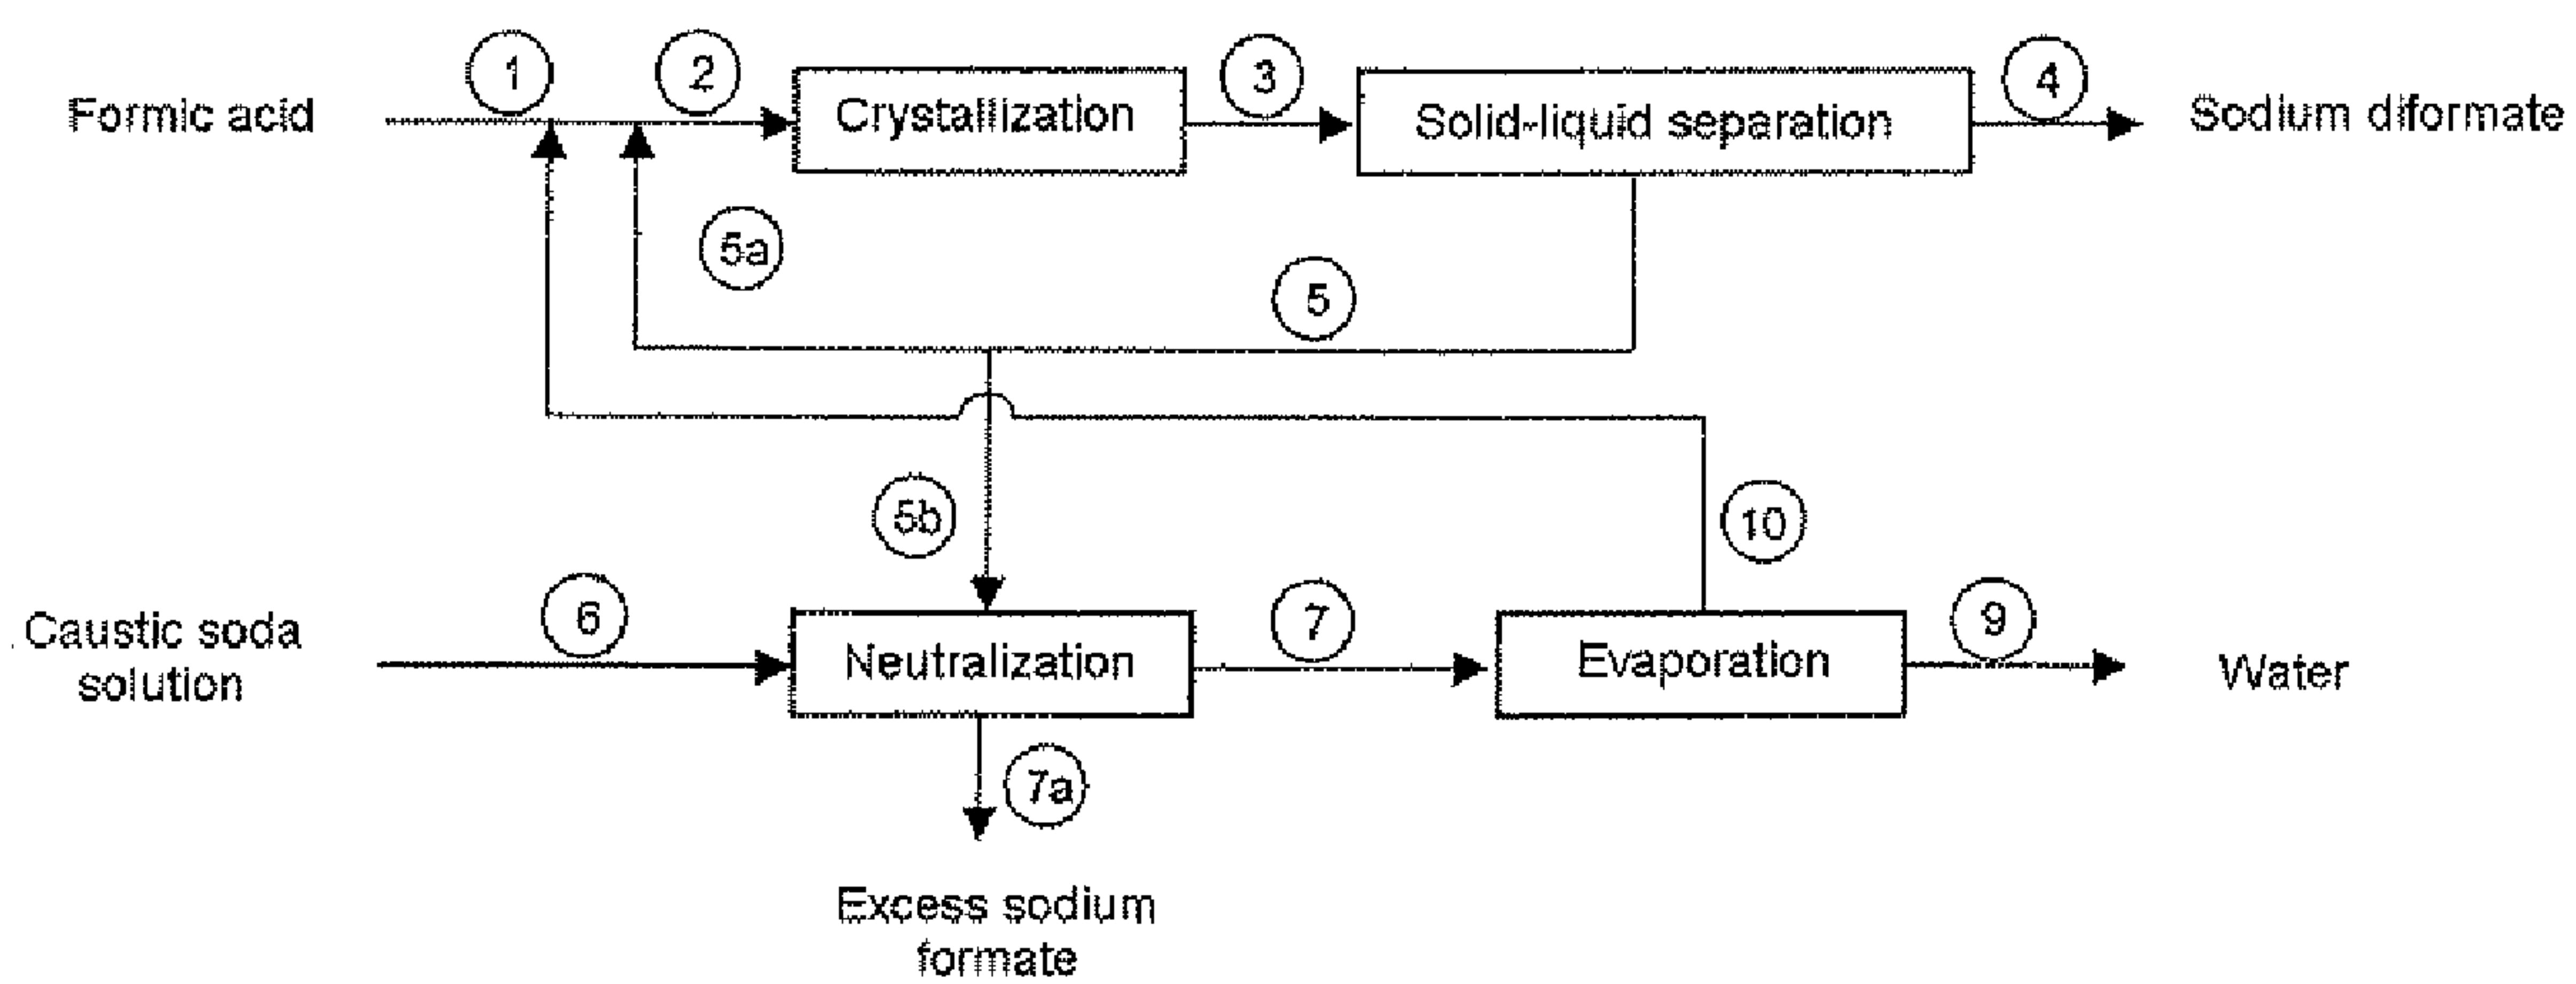 1
2
3
4
Formic acid
Crystallization
Solid-liquid separation
Sodium diformate
5a
5
5b
10
6
7
9
Caustic soda
solution
Neutralization
Evaporation
Water
7a
Excess sodium
formate